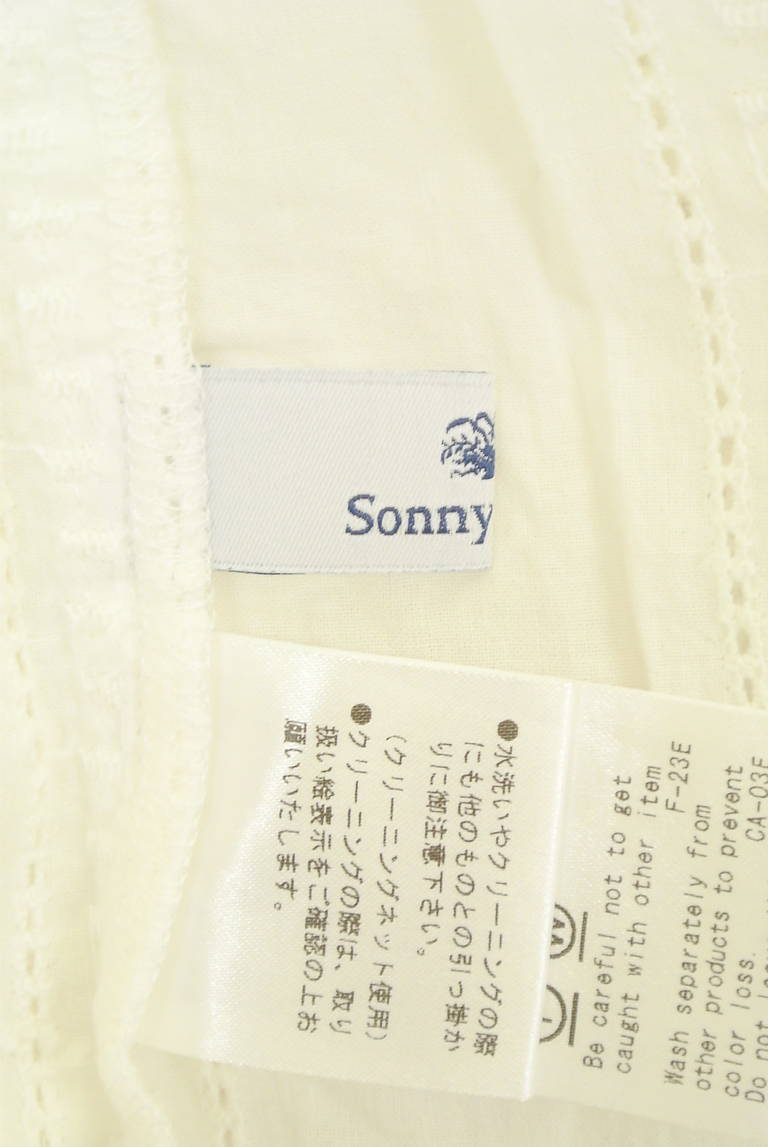 Sonny
●水洗いやクリーニングの際
にも他のものとの引っ掛か
りに御注意下さい。
(クリーニングネット使用)
●クリーニングの際は、取り
扱い絵表示をご確認の上お
願いいたします。
Be careful not to get
caught with other item
F-23E
Wash separately from
other products to prevent
color loss.
CA-03E
Do not